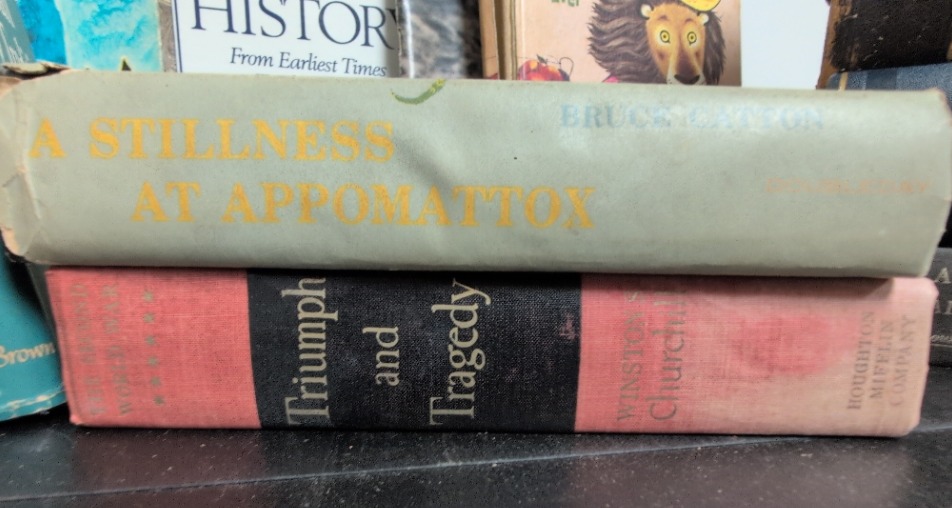 HISTORY
From Earliest Times
A STILLNESS
AT APPOMATTOX
BRUCE CATTON
THE SECOND
WORLD WAR
Triumph
and
Tragedy
WINSTON S.
Churchill
HOUGHTON
MIFFLIN
COMPANY
Brown